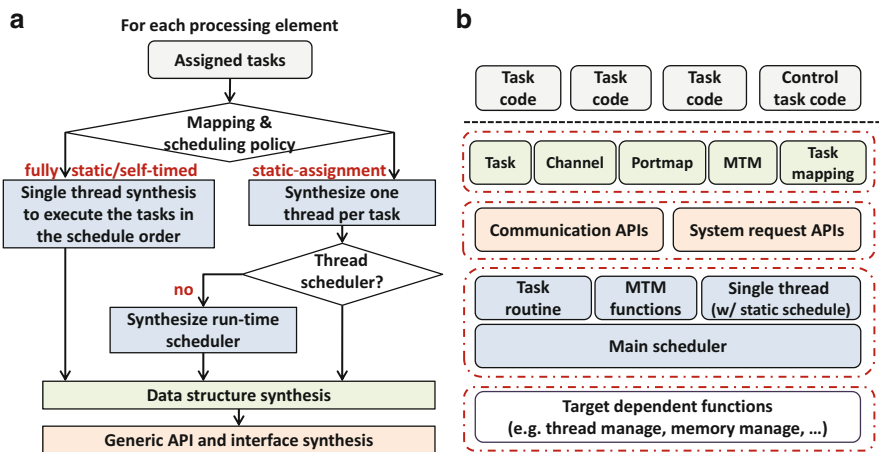 a
For each processing element
Assigned tasks
Mapping &
scheduling policy
fully static/self-timed
static-assignment
Single thread synthesis
to execute the tasks in
the schedule order
Synthesize one
thread per task
Thread
scheduler?
no
Synthesize run-time
scheduler
Data structure synthesis
Generic API and interface synthesis
b
Task
code
Task
code
Task
code
Control
task code
Task
Channel
Portmap
MTM
Task
mapping
Communication APIs
System request APIs
Task
routine
MTM
functions
Single thread
(w/ static schedule)
Main scheduler
Target dependent functions
(e.g. thread manage, memory manage, ...)